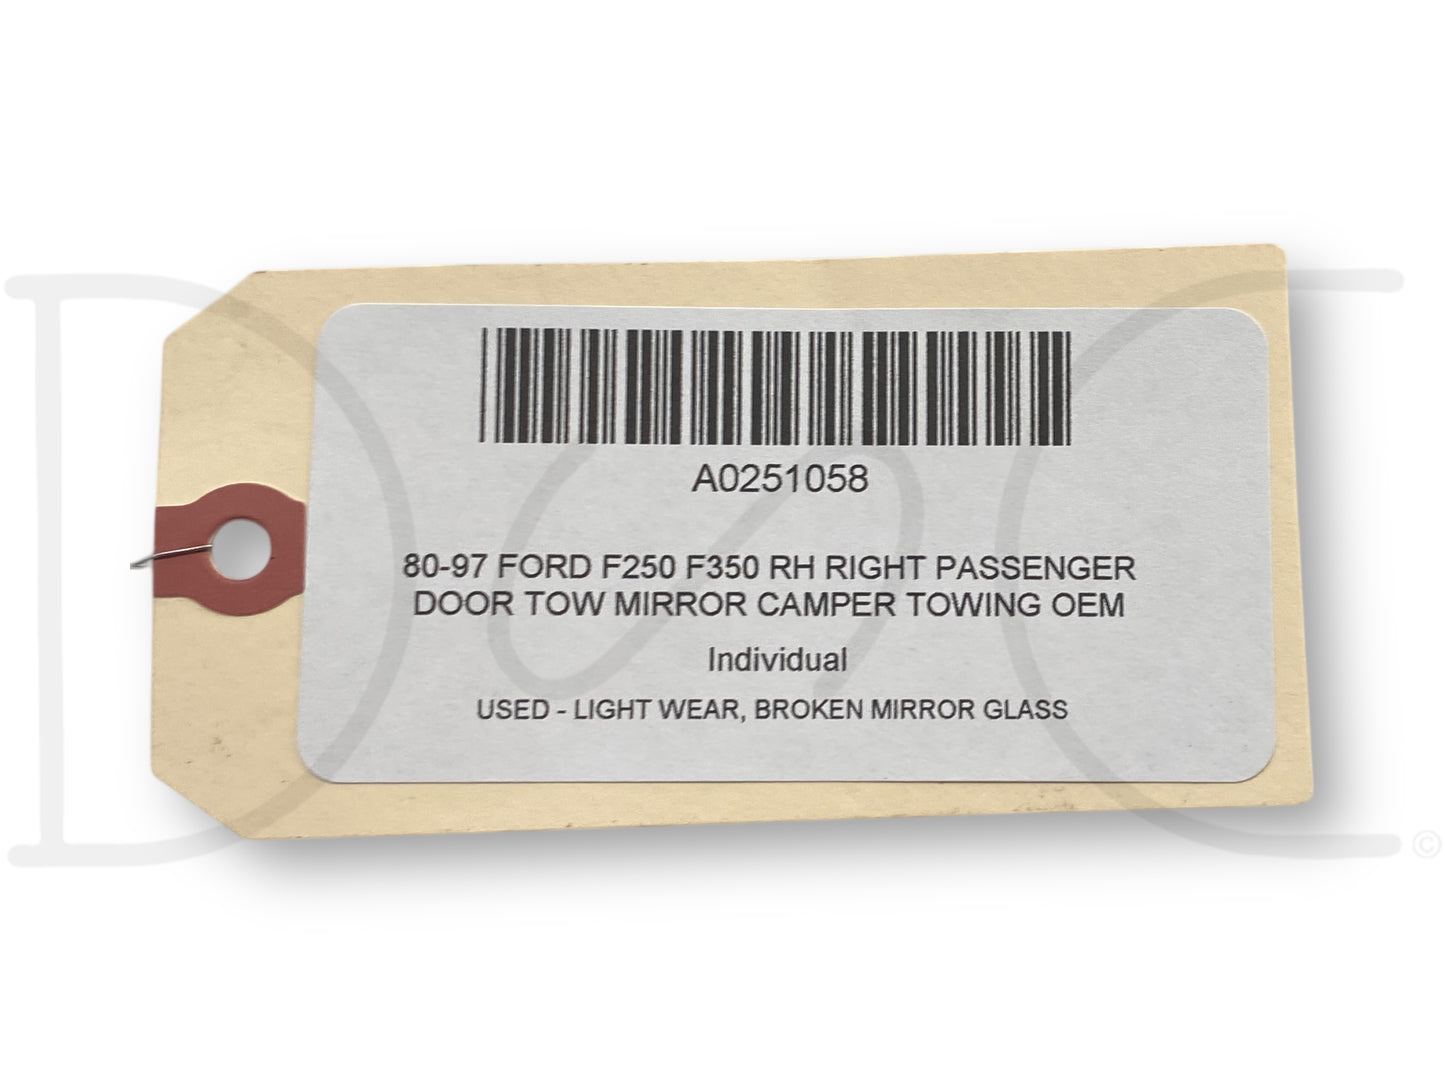 A0251058
80-97 FORD F250 F350 RH RIGHT PASSENGER
DOOR TOW MIRROR CAMPER TOWING OEM
Individual
USED - LIGHT WEAR, BROKEN MIRROR GLASS
©